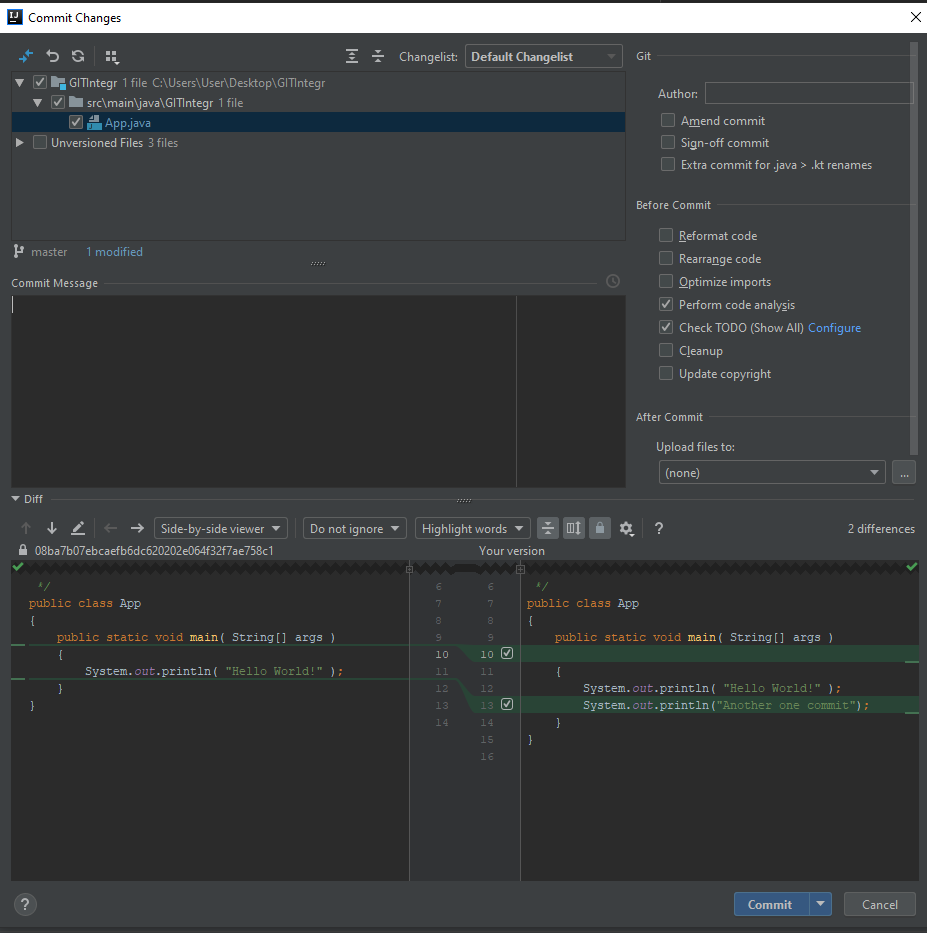 Commit Changes
Changelist: Default Changelist
GITIntegr 1 file C:\Users\User\Desktop\GITIntegr
src\main\java\GITIntegr 1 file
App.java
Unversioned Files 3 files
master 1 modified
Commit Message
Git
Author:
Amend commit
Sign-off commit
Extra commit for .java > .kt renames
Before Commit
Reformat code
Rearrange code
Optimize imports
Perform code analysis
Check TODO (Show All) Configure
Cleanup
Update copyright
After Commit
Upload files to:
(none) ...
Diff
Side-by-side viewer Do not ignore Highlight words ? 2 differences
08ba7b07ebcaefb6dc620202e064f32f7ae758c1 Your version
*/ 6 6 */
public class App 7 7 public class App
{ 8 8 {
public static void main( String[] args ) 9 9 public static void main( String[] args )
{ 10 10
System.out.println( "Hello World!" ); 11 11 {
} 12 12 System.out.println( "Hello World!" );
} 13 13 System.out.println("Another one commit");
14 14 }
15 }
16
? Commit Cancel